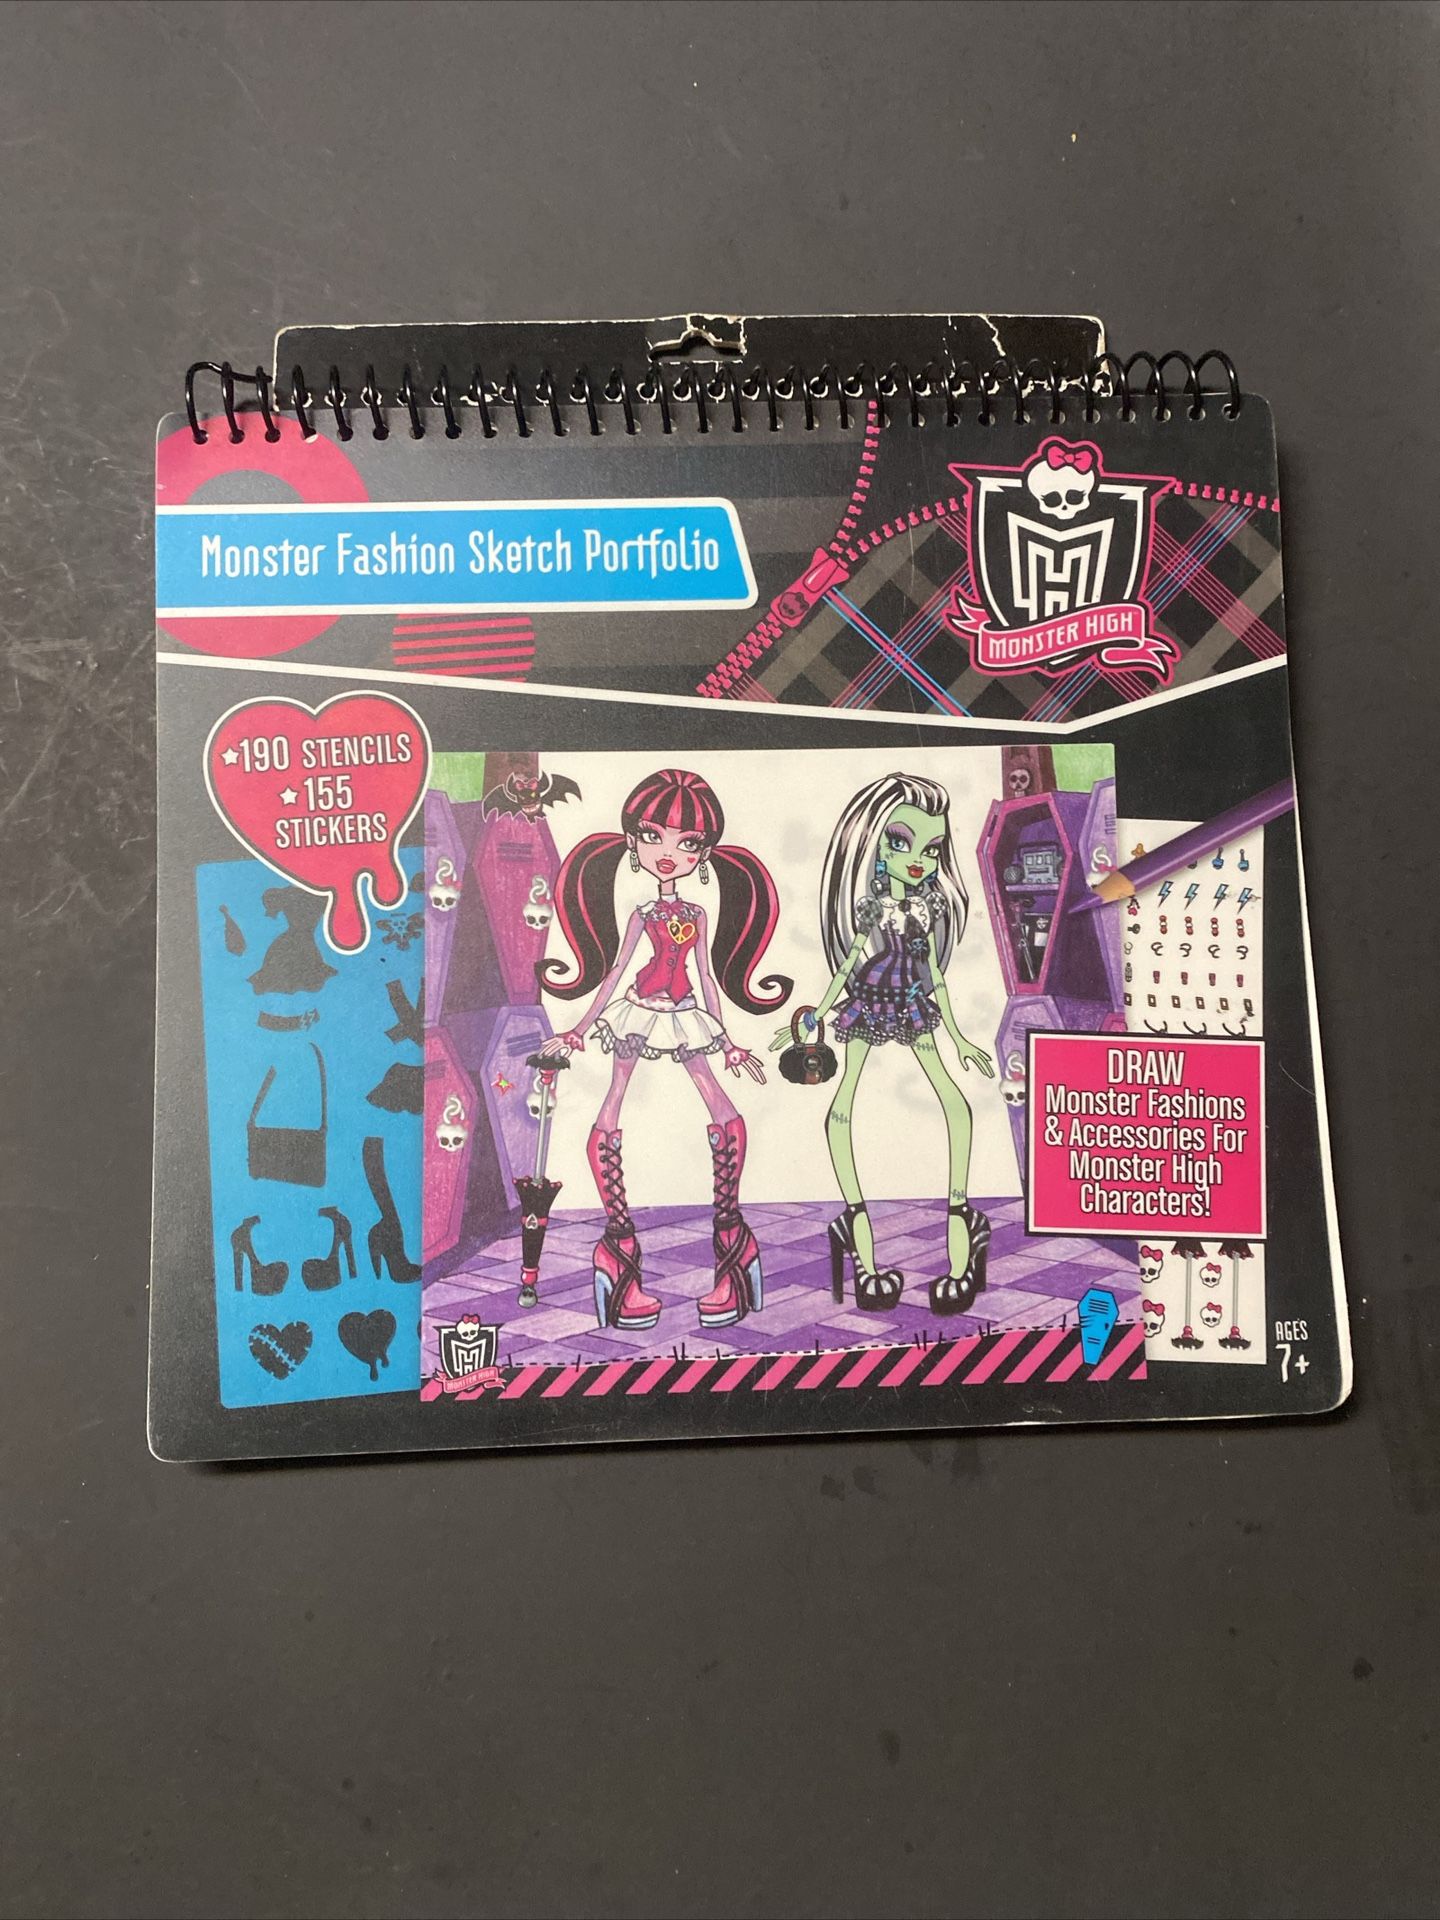 Monster Fashion Sketch Portfolio
MONSTER HIGH
190 STENCILS
155
STICKERS
DRAW
Monster Fashions
& Accessories For
Monster High
Characters!
MONSTER HIGH
AGES
7+